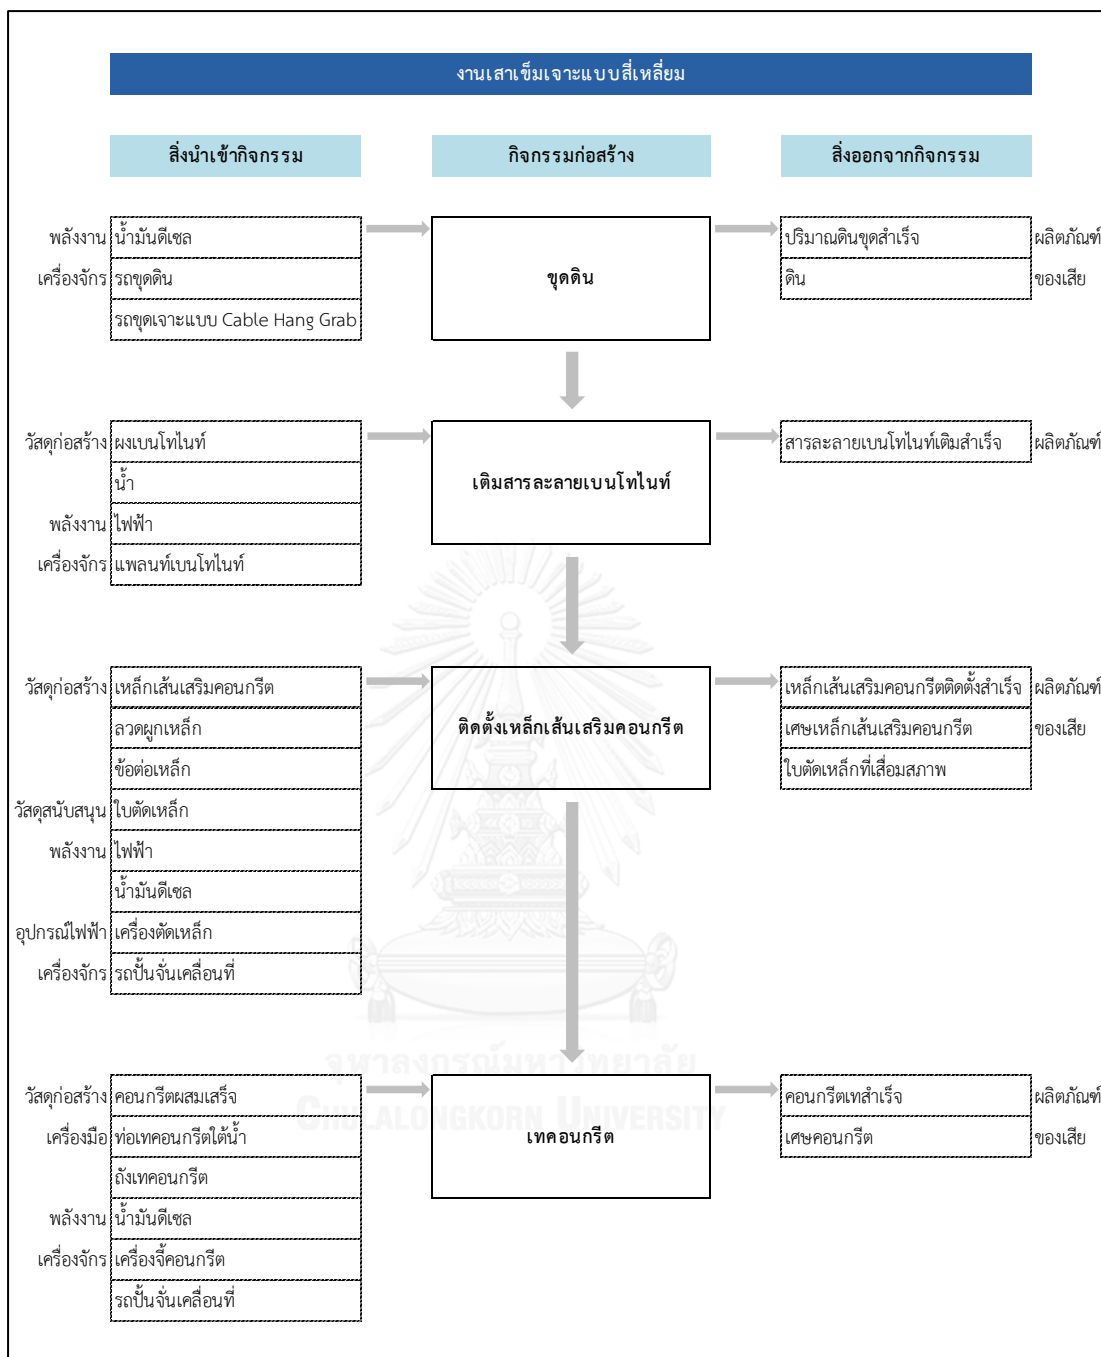 งานเสาเข็มเจาะแบบสี่เหลี่ยม
สิ่งนำเข้ากิจกรรม กิจกรรมก่อสร้าง สิ่งออกจากกิจกรรม
พลังงาน น้ำมันดีเซล ปริมาณดินขุดสำเร็จ ผลิตภัณฑ์
เครื่องจักร รถขุดดิน ขุดดิน ดิน ของเสีย
รถขุดเจาะแบบ Cable Hang Grab
วัสดุก่อสร้าง ผงเบนโทไนท์ สารละลายเบนโทไนท์เติมสำเร็จ ผลิตภัณฑ์
น้ำ เติมสารละลายเบนโทไนท์
พลังงาน ไฟฟ้า
เครื่องจักร แพลนท์เบนโทไนท์
วัสดุก่อสร้าง เหล็กเส้นเสริมคอนกรีต เหล็กเส้นเสริมคอนกรีตติดตั้งสำเร็จ ผลิตภัณฑ์
ลวดผูกเหล็ก ติดตั้งเหล็กเส้นเสริมคอนกรีต เศษเหล็กเส้นเสริมคอนกรีต ของเสีย
ข้อต่อเหล็ก ใบตัดเหล็กที่เสื่อมสภาพ
วัสดุสนับสนุน ใบตัดเหล็ก
พลังงาน ไฟฟ้า
น้ำมันดีเซล
อุปกรณ์ไฟฟ้า เครื่องตัดเหล็ก
เครื่องจักร รถปั้นจั่นเคลื่อนที่
จุฬาลงกรณ์มหาวิทยาลัย
วัสดุก่อสร้าง คอนกรีตผสมเสร็จ คอนกรีตเทสำเร็จ ผลิตภัณฑ์
CHULALONGKORN UNIVERSITY
เครื่องมือ ท่อเทคอนกรีตใต้น้ำ เทคอนกรีต เศษคอนกรีต ของเสีย
ถังเทคอนกรีต
พลังงาน น้ำมันดีเซล
เครื่องจักร เครื่องจี้คอนกรีต
รถปั้นจั่นเคลื่อนที่